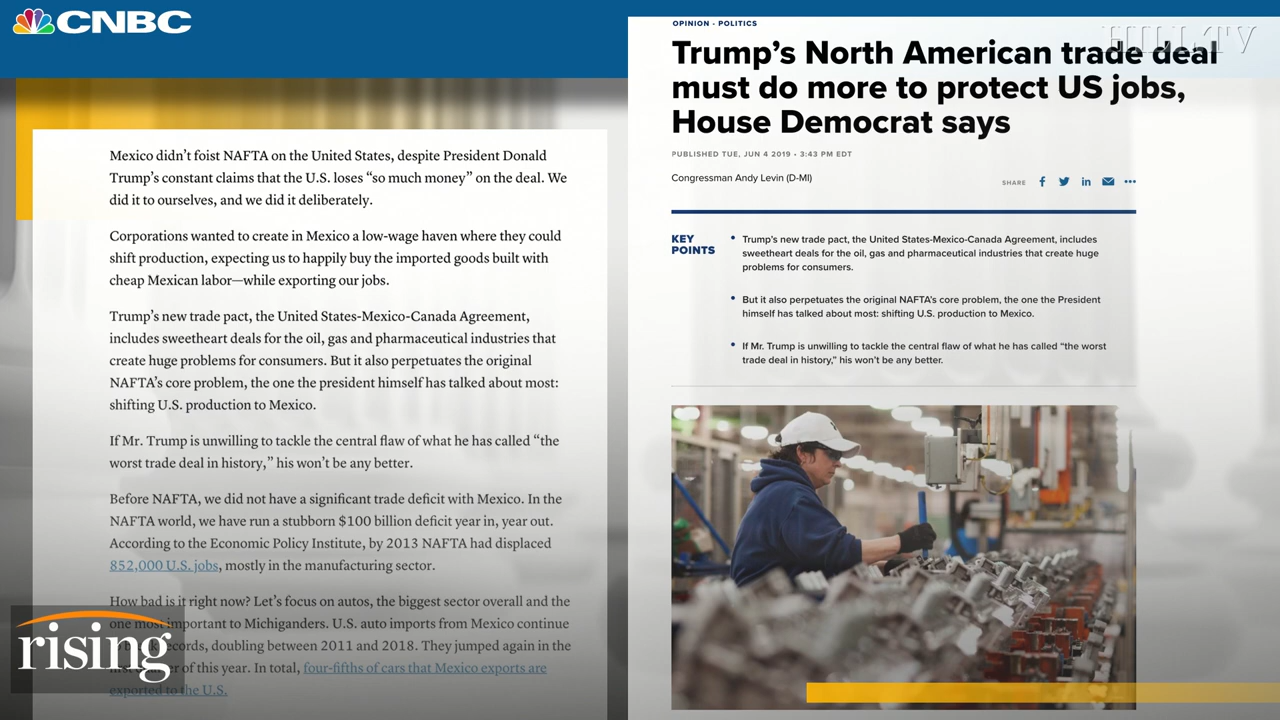 CNBC
Mexico didn't foist NAFTA on the United States, despite President Donald
Trump's constant claims that the U.S. loses "so much money" on the deal. We
did it to ourselves, and we did it deliberately.
Corporations wanted to create in Mexico a low-wage haven where they could
shift production, expecting us to happily buy the imported goods built with
cheap Mexican labor—while exporting our jobs.
Trump's new trade pact, the United States-Mexico-Canada Agreement,
includes sweetheart deals for the oil, gas and pharmaceutical industries that
create huge problems for consumers. But it also perpetuates the original
NAFTA's core problem, the one the president himself has talked about most:
shifting U.S. production to Mexico.
If Mr. Trump is unwilling to tackle the central flaw of what he has called "the
worst trade deal in history," his won't be any better.
Before NAFTA, we did not have a significant trade deficit with Mexico. In the
NAFTA world, we have run a stubborn $100 billion deficit year in, year out.
According to the Economic Policy Institute, by 2013 NAFTA had displaced
852,000 U.S. jobs, mostly in the manufacturing sector.
How bad is it right now? Let's focus on autos, the biggest sector overall and the
one most important to Michiganders. U.S. auto imports from Mexico continue
records, doubling between 2011 and 2018. They jumped again in the
of this year. In total, four-fifths of cars that Mexico exports are
exported to the U.S.
rising
HILL.TV
OPINION - POLITICS
Trump's North American trade deal
must do more to protect US jobs,
House Democrat says
PUBLISHED TUE, JUN 4 2019 • 3:43 PM EDT
Congressman Andy Levin (D-MI)
SHARE
KEY
POINTS
• Trump's new trade pact, the United States-Mexico-Canada Agreement, includes
sweetheart deals for the oil, gas and pharmaceutical industries that create huge
problems for consumers.
• But it also perpetuates the original NAFTA's core problem, the one the President
himself has talked about most: shifting U.S. production to Mexico.
• If Mr. Trump is unwilling to tackle the central flaw of what he has called "the worst
trade deal in history," his won't be any better.